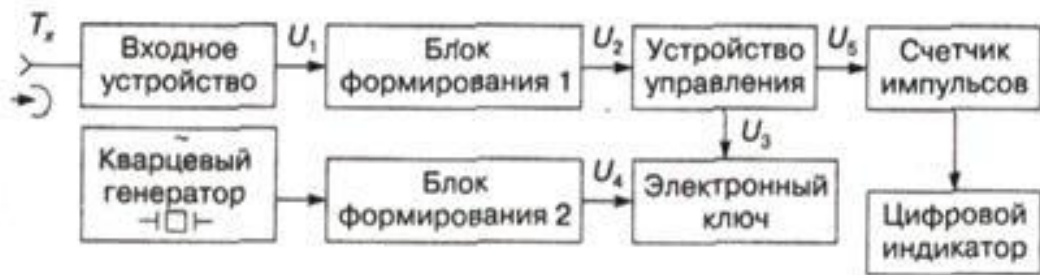 Tₓ
Входное
устройство
U₁
Блок
формирования 1
U₂
Устройство
управления
U₅
Счетчик
импульсов
U₃
~
Кварцевый
генератор
Блок
формирования 2
U₄
Электронный
ключ
Цифровой
индикатор